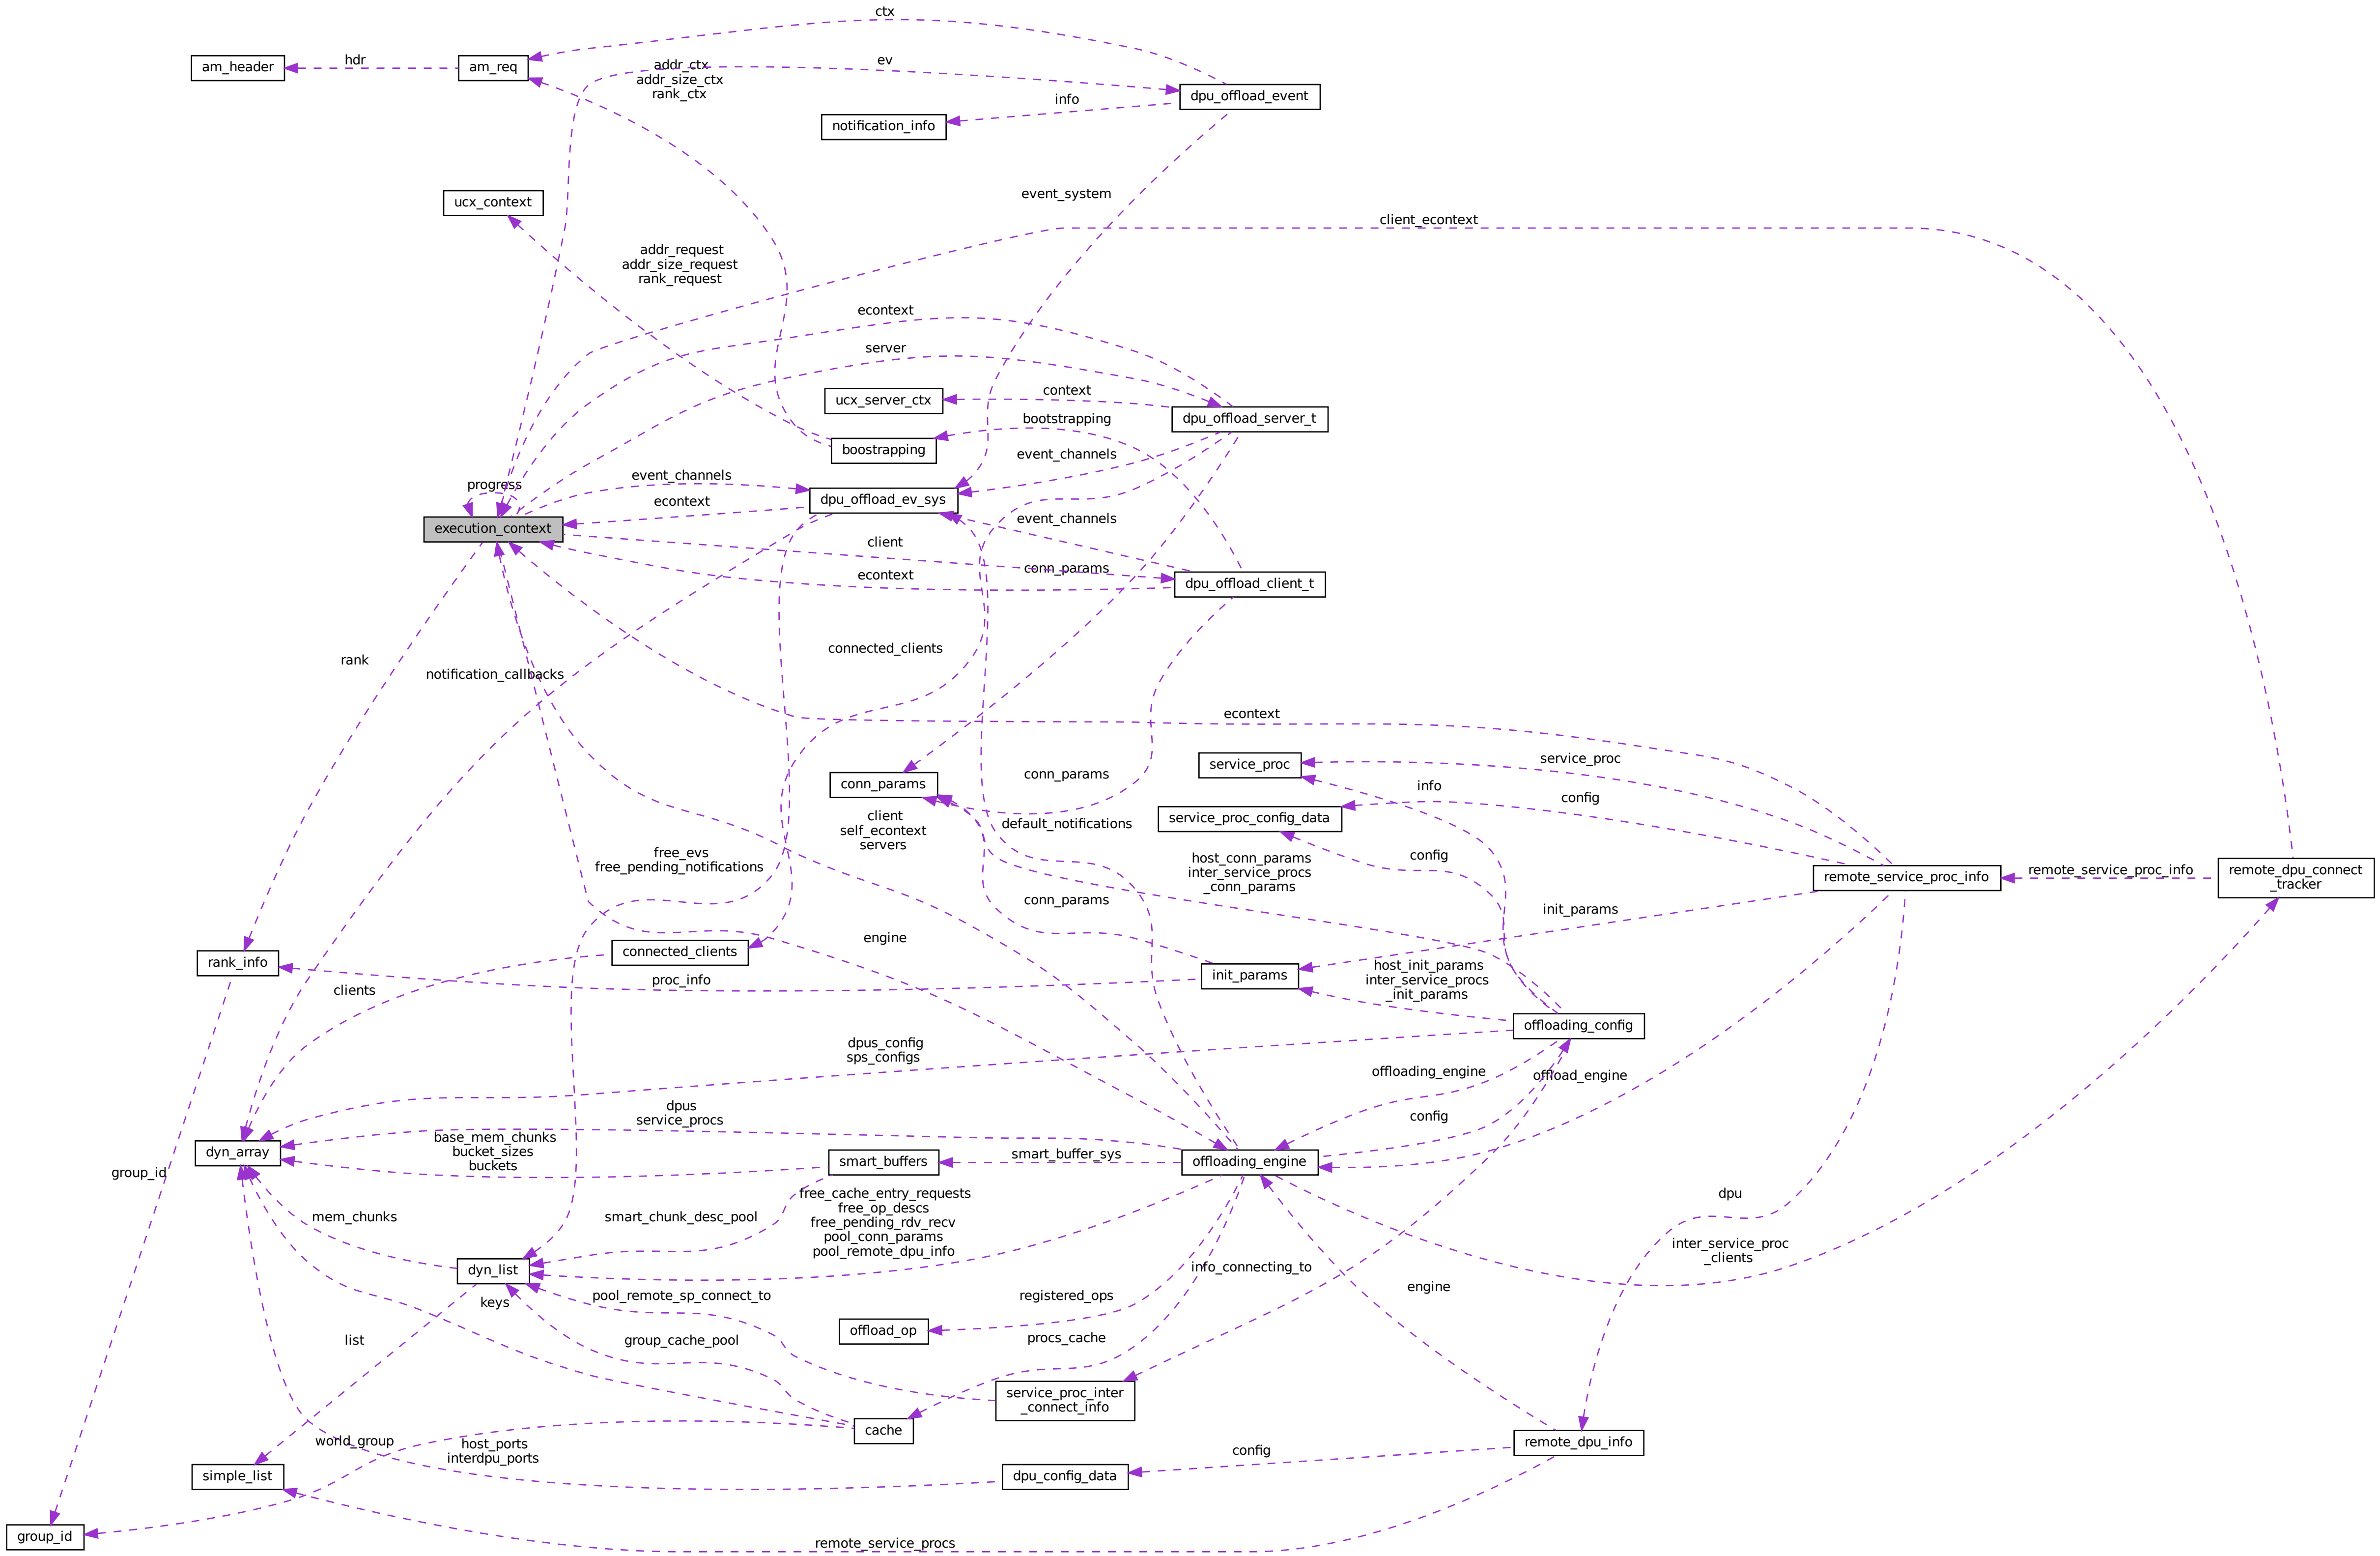 ctx
am_header
hdr
am_req
addr_ctx
addr_size_ctx
rank_ctx
ev
dpu_offload_event
info
notification_info
ucx_context
event_system
client_econtext
addr_request
addr_size_request
rank_request
econtext
server
ucx_server_ctx
context
dpu_offload_server_t
bootstrapping
boostrapping
event_channels
event_channels
progress
dpu_offload_ev_sys
econtext
execution_context
event_channels
client
conn_params
econtext
dpu_offload_client_t
connected_clients
rank
notification_callbacks
econtext
service_proc
service_proc
conn_params
conn_params
info
config
service_proc_config_data
client
self_econtext
servers
default_notifications
free_evs
free_pending_notifications
host_conn_params
inter_service_procs
_conn_params
config
remote_service_proc_info
remote_service_proc_info
remote_dpu_connect
_tracker
conn_params
init_params
engine
connected_clients
rank_info
proc_info
init_params
clients
host_init_params
inter_service_procs
_init_params
offloading_config
dpus_config
sps_configs
offloading_engine
offload_engine
dpus
service_procs
config
base_mem_chunks
bucket_sizes
buckets
dyn_array
smart_buffers
smart_buffer_sys
offloading_engine
group_id
dpu
mem_chunks
smart_chunk_desc_pool
free_cache_entry_requests
free_op_descs
free_pending_rdv_recv
pool_conn_params
pool_remote_dpu_info
inter_service_proc
_clients
dyn_list
info_connecting_to
engine
keys
pool_remote_sp_connect_to
registered_ops
offload_op
list
group_cache_pool
procs_cache
service_proc_inter
_connect_info
cache
world_group
host_ports
interdpu_ports
config
remote_dpu_info
simple_list
dpu_config_data
group_id
remote_service_procs